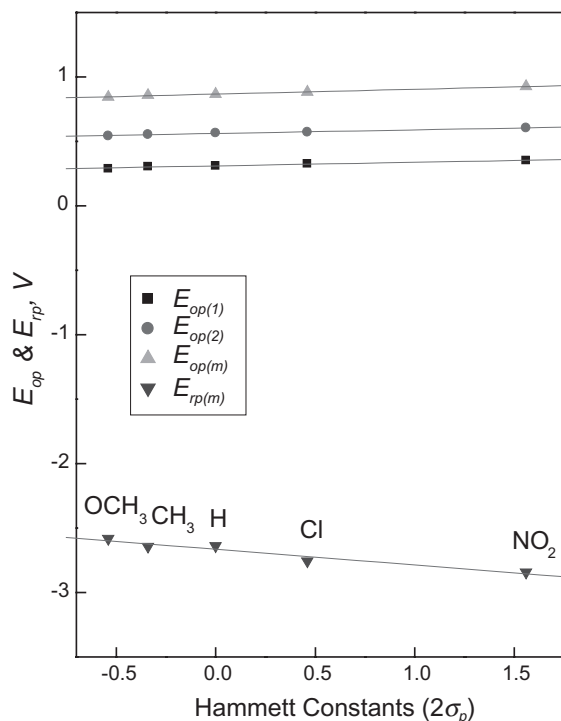 E_op & E_rp, V
1
0
-1
-2
-3
E_op(1)
E_op(2)
E_op(m)
E_rp(m)
OCH₃ CH₃ H Cl NO₂
-0.5 0.0 0.5 1.0 1.5
Hammett Constants (2σ_p)